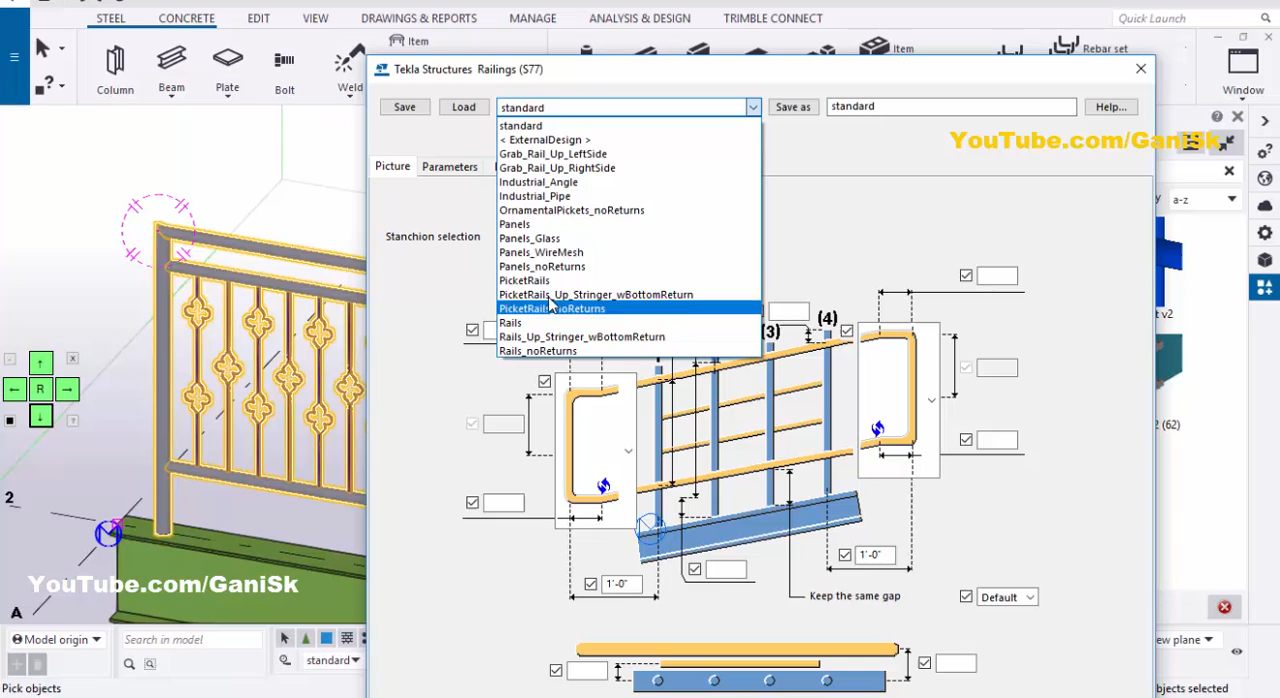 STEEL CONCRETE EDIT VIEW DRAWINGS & REPORTS MANAGE ANALYSIS & DESIGN TRIMBLE CONNECT Quick Launch
Item
Item
Rebar set
Column Beam Plate Bolt Weld
Window
Tekla Structures Railings (S77)
Save Load standard Save as standard Help...
standard
< ExternalDesign >
Grab_Rail_Up_LeftSide
Grab_Rail_Up_RightSide
Industrial_Angle
Industrial_Pipe
OrnamentalPickets_noReturns
Panels
Panels_Glass
Panels_WireMesh
Panels_noReturns
PicketRails
PicketRails_Up_Stringer_wBottomReturn
PicketRails_noReturns
Rails
Rails_Up_Stringer_wBottomReturn
Rails_noReturns
YouTube.com/GaniSk
Picture Parameters
a-z
Stanchion selection
(3) (4)
R
t v2
2 (62)
2
1'-0"
1'-0"
Keep the same gap
Default
YouTube.com/GaniSk
A
Model origin Search in model
standard
ew plane
Pick objects
bjects selected